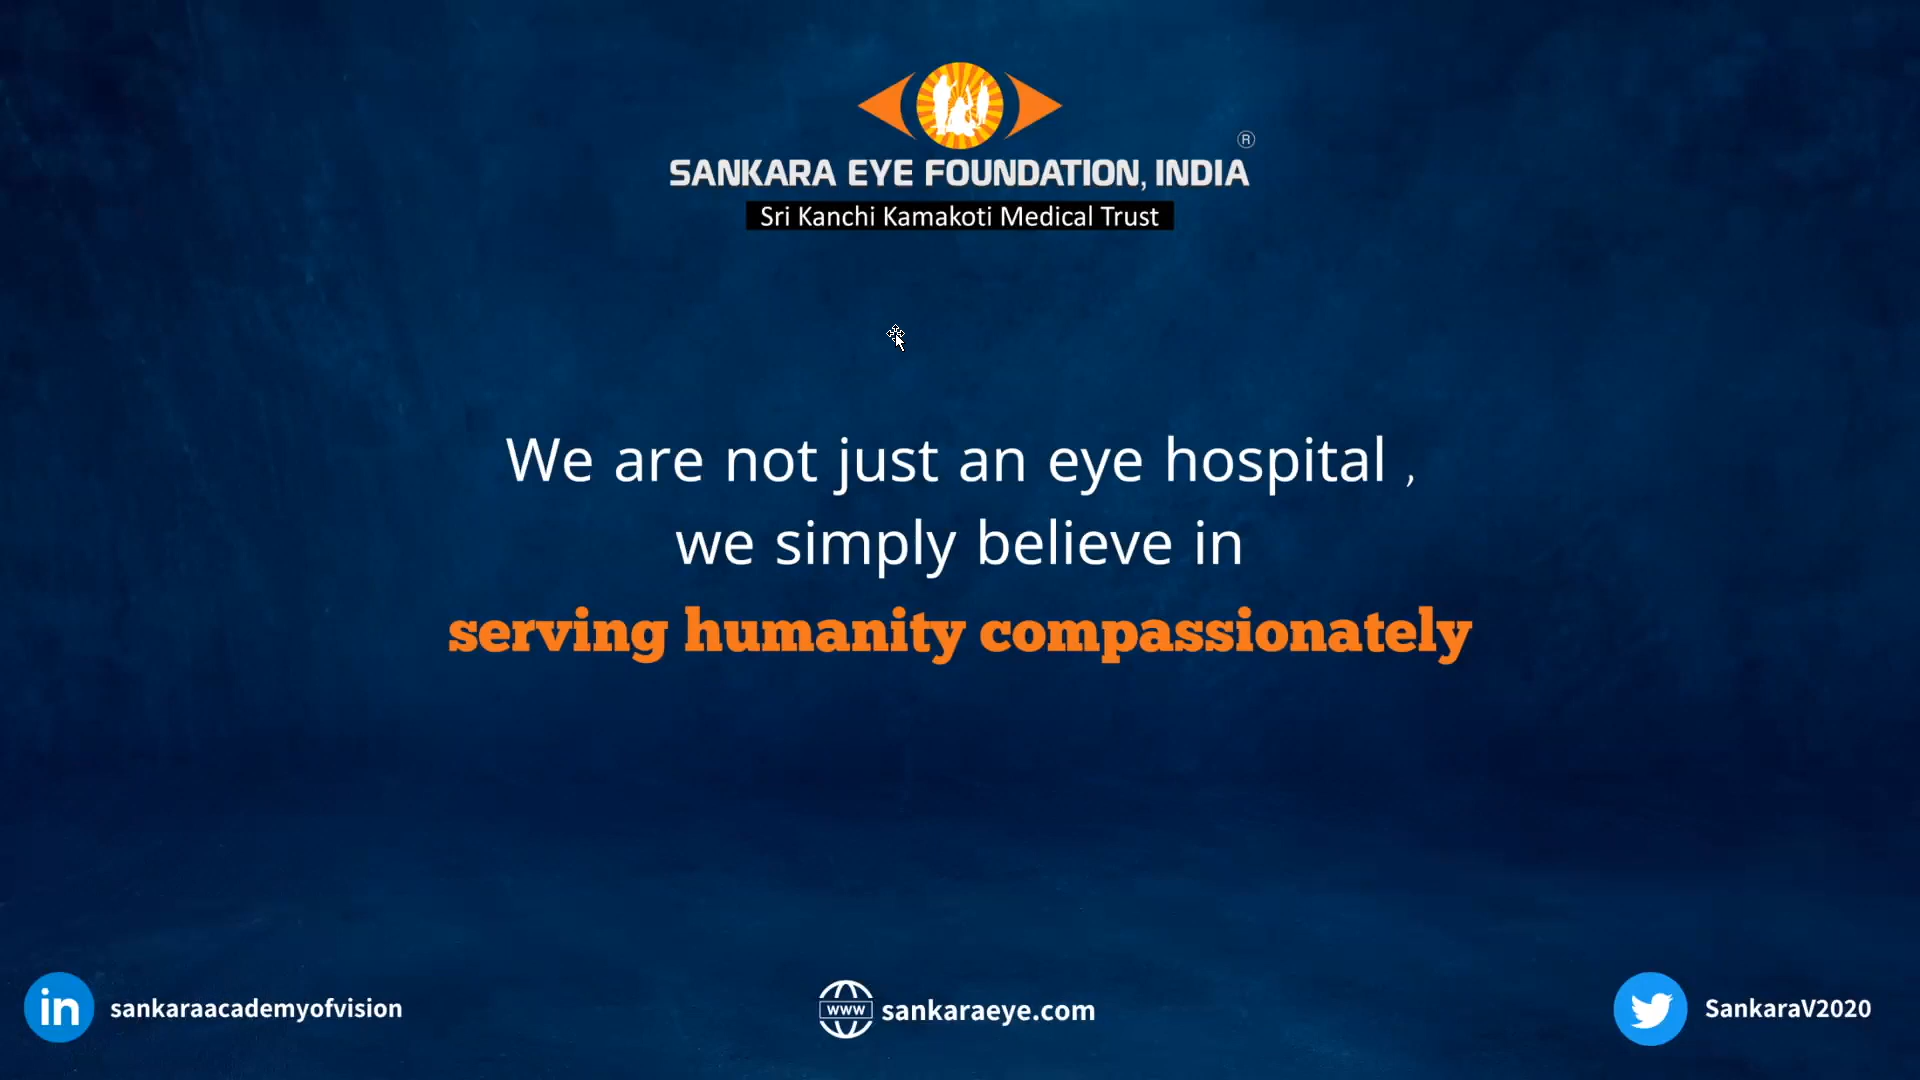 ®
SANKARA EYE FOUNDATION, INDIA
Sri Kanchi Kamakoti Medical Trust
We are not just an eye hospital ,
we simply believe in
serving humanity compassionately
in sankaraacademyofvision
www sankaraeye.com
SankaraV2020